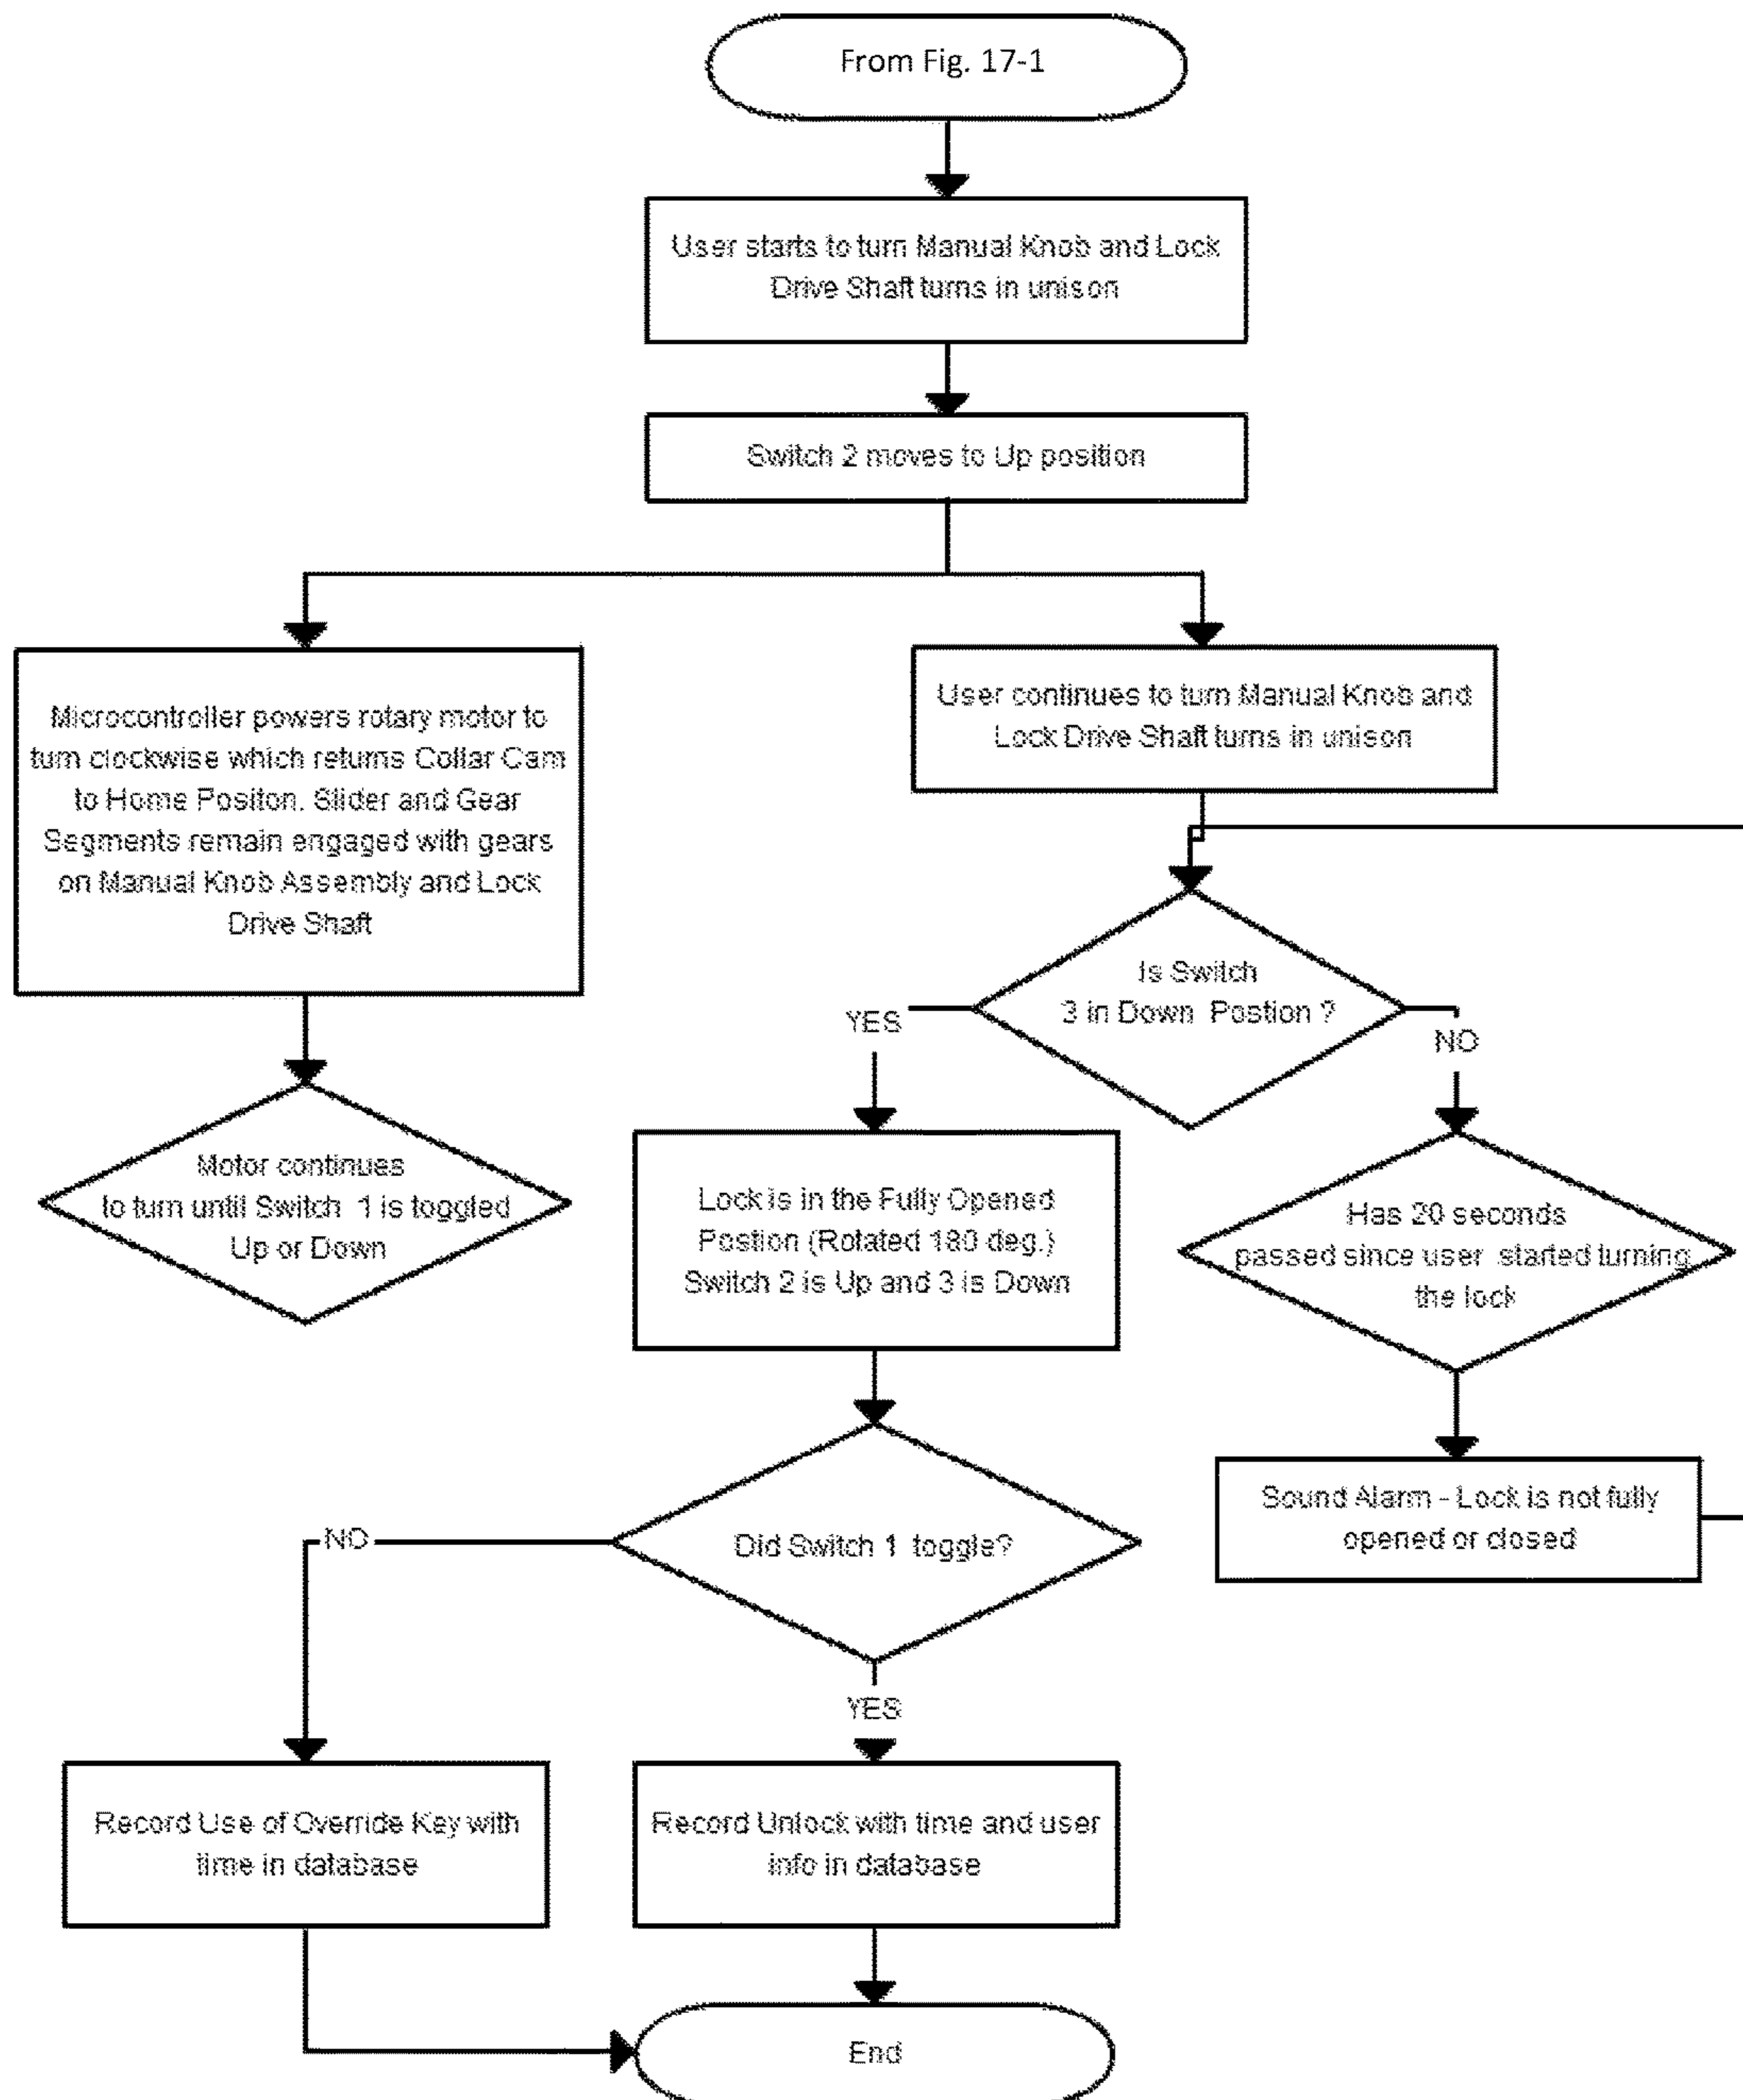 From Fig. 17-1
User starts to turn Manual Knob and Lock
Drive Shaft turns in unison
Switch 2 moves to Up position
Microcontroller powers rotary motor to
turn clockwise which returns Collar Cam
to Home Positon. Slider and Gear
Segments remain engaged with gears
on Manual Knob Assembly and Lock
Drive Shaft
Motor continues
to turn until Switch 1 is toggled
Up or Down
User continues to turn Manual Knob and
Lock Drive Shaft turns in unison
Is Switch
3 in Down Postion ?
YES
NO
Lock is in the Fully Opened
Postion (Rotated 180 deg.)
Switch 2 is Up and 3 is Down
Has 20 seconds
passed since user started turning
the lock
Sound Alarm - Lock is not fully
opened or closed
Did Switch 1 toggle?
NO
YES
Record Use of Override Key with
time in database
Record Unlock with time and user
info in database
End